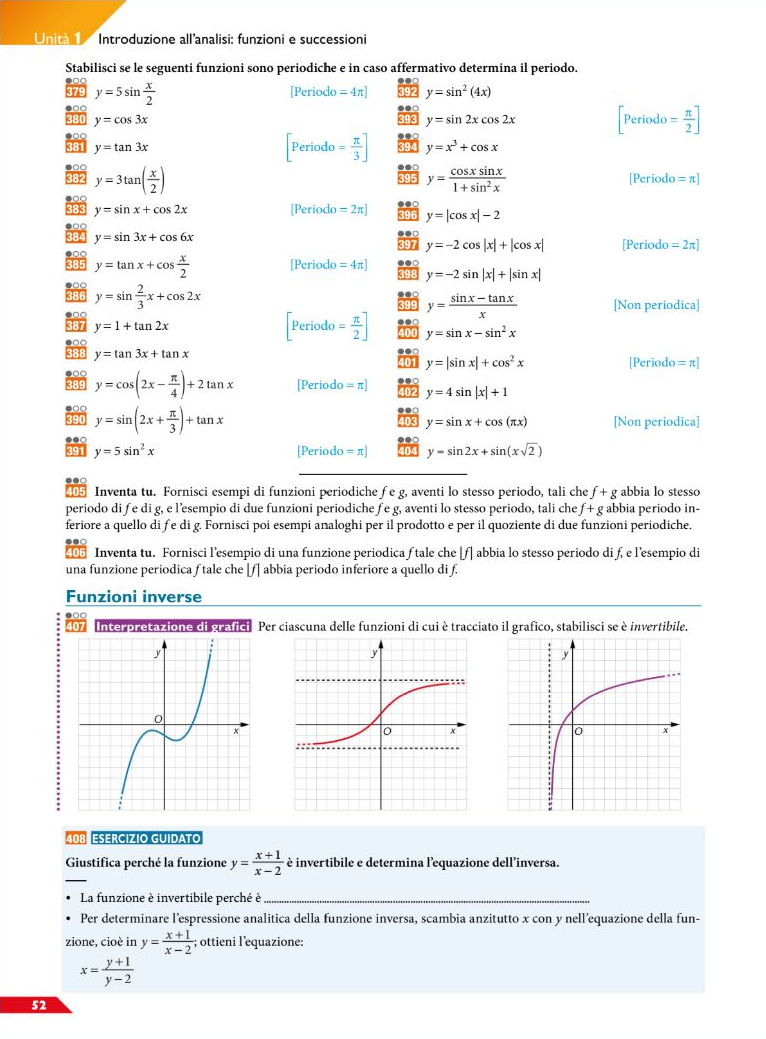 Unità 1 Introduzione all'analisi: funzioni e successioni
Stabilisci se le seguenti funzioni sono periodiche e in caso affermativo determina il periodo.
379 y = 5 sin x/2 [Periodo = 4π]
380 y = cos 3x
381 y = tan 3x [Periodo = π/3]
382 y = 3 tan(x/2)
383 y = sin x + cos 2x [Periodo = 2π]
384 y = sin 3x + cos 6x
385 y = tan x + cos x/2 [Periodo = 4π]
386 y = sin 2/3 x + cos 2x
387 y = 1 + tan 2x [Periodo = π/2]
388 y = tan 3x + tan x
389 y = cos(2x − π/4) + 2 tan x [Periodo = π]
390 y = sin(2x + π/3) + tan x
391 y = 5 sin² x [Periodo = π]
392 y = sin² (4x)
393 y = sin 2x cos 2x [Periodo = π/2]
394 y = x³ + cos x
395 y = cos x sin x / 1 + sin² x [Periodo = π]
396 y = |cos x| − 2
397 y = −2 cos |x| + |cos x| [Periodo = 2π]
398 y = −2 sin |x| + |sin x|
399 y = sin x − tan x / x [Non periodica]
400 y = sin x − sin² x
401 y = |sin x| + cos² x [Periodo = π]
402 y = 4 sin |x| + 1
403 y = sin x + cos (πx) [Non periodica]
404 y = sin 2x + sin(x√2)
405 Inventa tu. Fornisci esempi di funzioni periodiche f e g, aventi lo stesso periodo, tali che f + g abbia lo stesso
periodo di f e di g, e l'esempio di due funzioni periodiche f e g, aventi lo stesso periodo, tali che f + g abbia periodo in-
feriore a quello di f e di g. Fornisci poi esempi analoghi per il prodotto e per il quoziente di due funzioni periodiche.
406 Inventa tu. Fornisci l'esempio di una funzione periodica f tale che |f| abbia lo stesso periodo di f, e l'esempio di
una funzione periodica f tale che |f| abbia periodo inferiore a quello di f.
Funzioni inverse
407 Interpretazione di grafici Per ciascuna delle funzioni di cui è tracciato il grafico, stabilisci se è invertibile.
y
O
x
y
O
x
y
O
x
408 ESERCIZIO GUIDATO
Giustifica perché la funzione y = x + 1 / x − 2 è invertibile e determina l'equazione dell'inversa.
• La funzione è invertibile perché è ..........
• Per determinare l'espressione analitica della funzione inversa, scambia anzitutto x con y nell'equazione della fun-
zione, cioè in y = x + 1 / x − 2; ottieni l'equazione:
x = y + 1 / y − 2
52